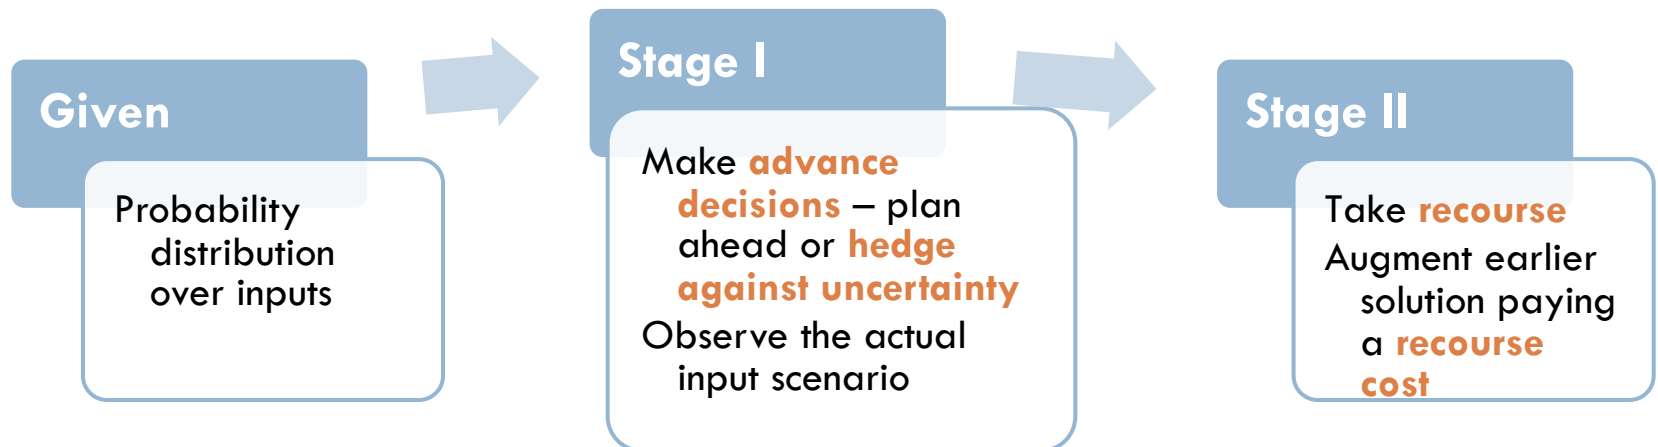 Given
Probability
distribution
over inputs
Stage I
Make advance
decisions – plan
ahead or hedge
against uncertainty
Observe the actual
input scenario
Stage II
Take recourse
Augment earlier
solution paying
a recourse
cost